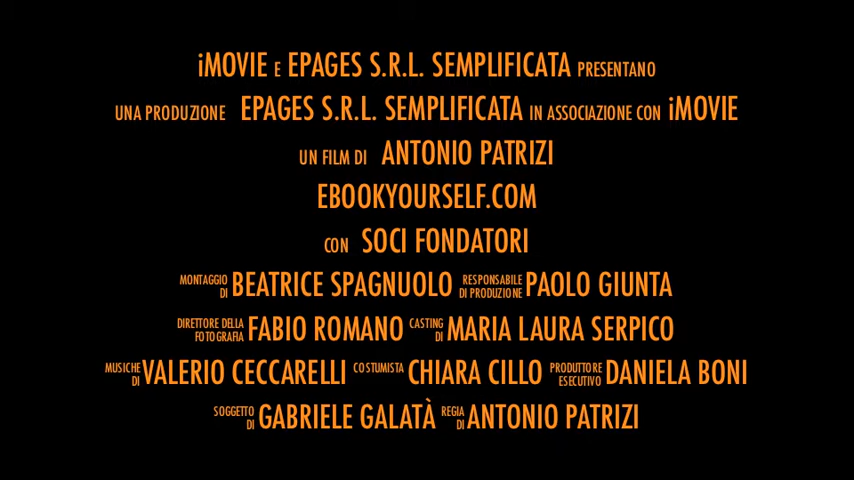 iMOVIE E EPAGES S.R.L. SEMPLIFICATA PRESENTANO
UNA PRODUZIONE EPAGES S.R.L. SEMPLIFICATA IN ASSOCIAZIONE CON iMOVIE
UN FILM DI ANTONIO PATRIZI
EBOOKYOURSELF.COM
CON SOCI FONDATORI
MONTAGGIO DI BEATRICE SPAGNUOLO RESPONSABILE DI PRODUZIONE PAOLO GIUNTA
DIRETTORE DELLA FOTOGRAFIA FABIO ROMANO CASTING DI MARIA LAURA SERPICO
MUSICHE DI VALERIO CECCARELLI COSTUMISTA CHIARA CILLO PRODUTTORE ESECUTIVO DANIELA BONI
SOGGETTO DI GABRIELE GALATÀ REGIA DI ANTONIO PATRIZI